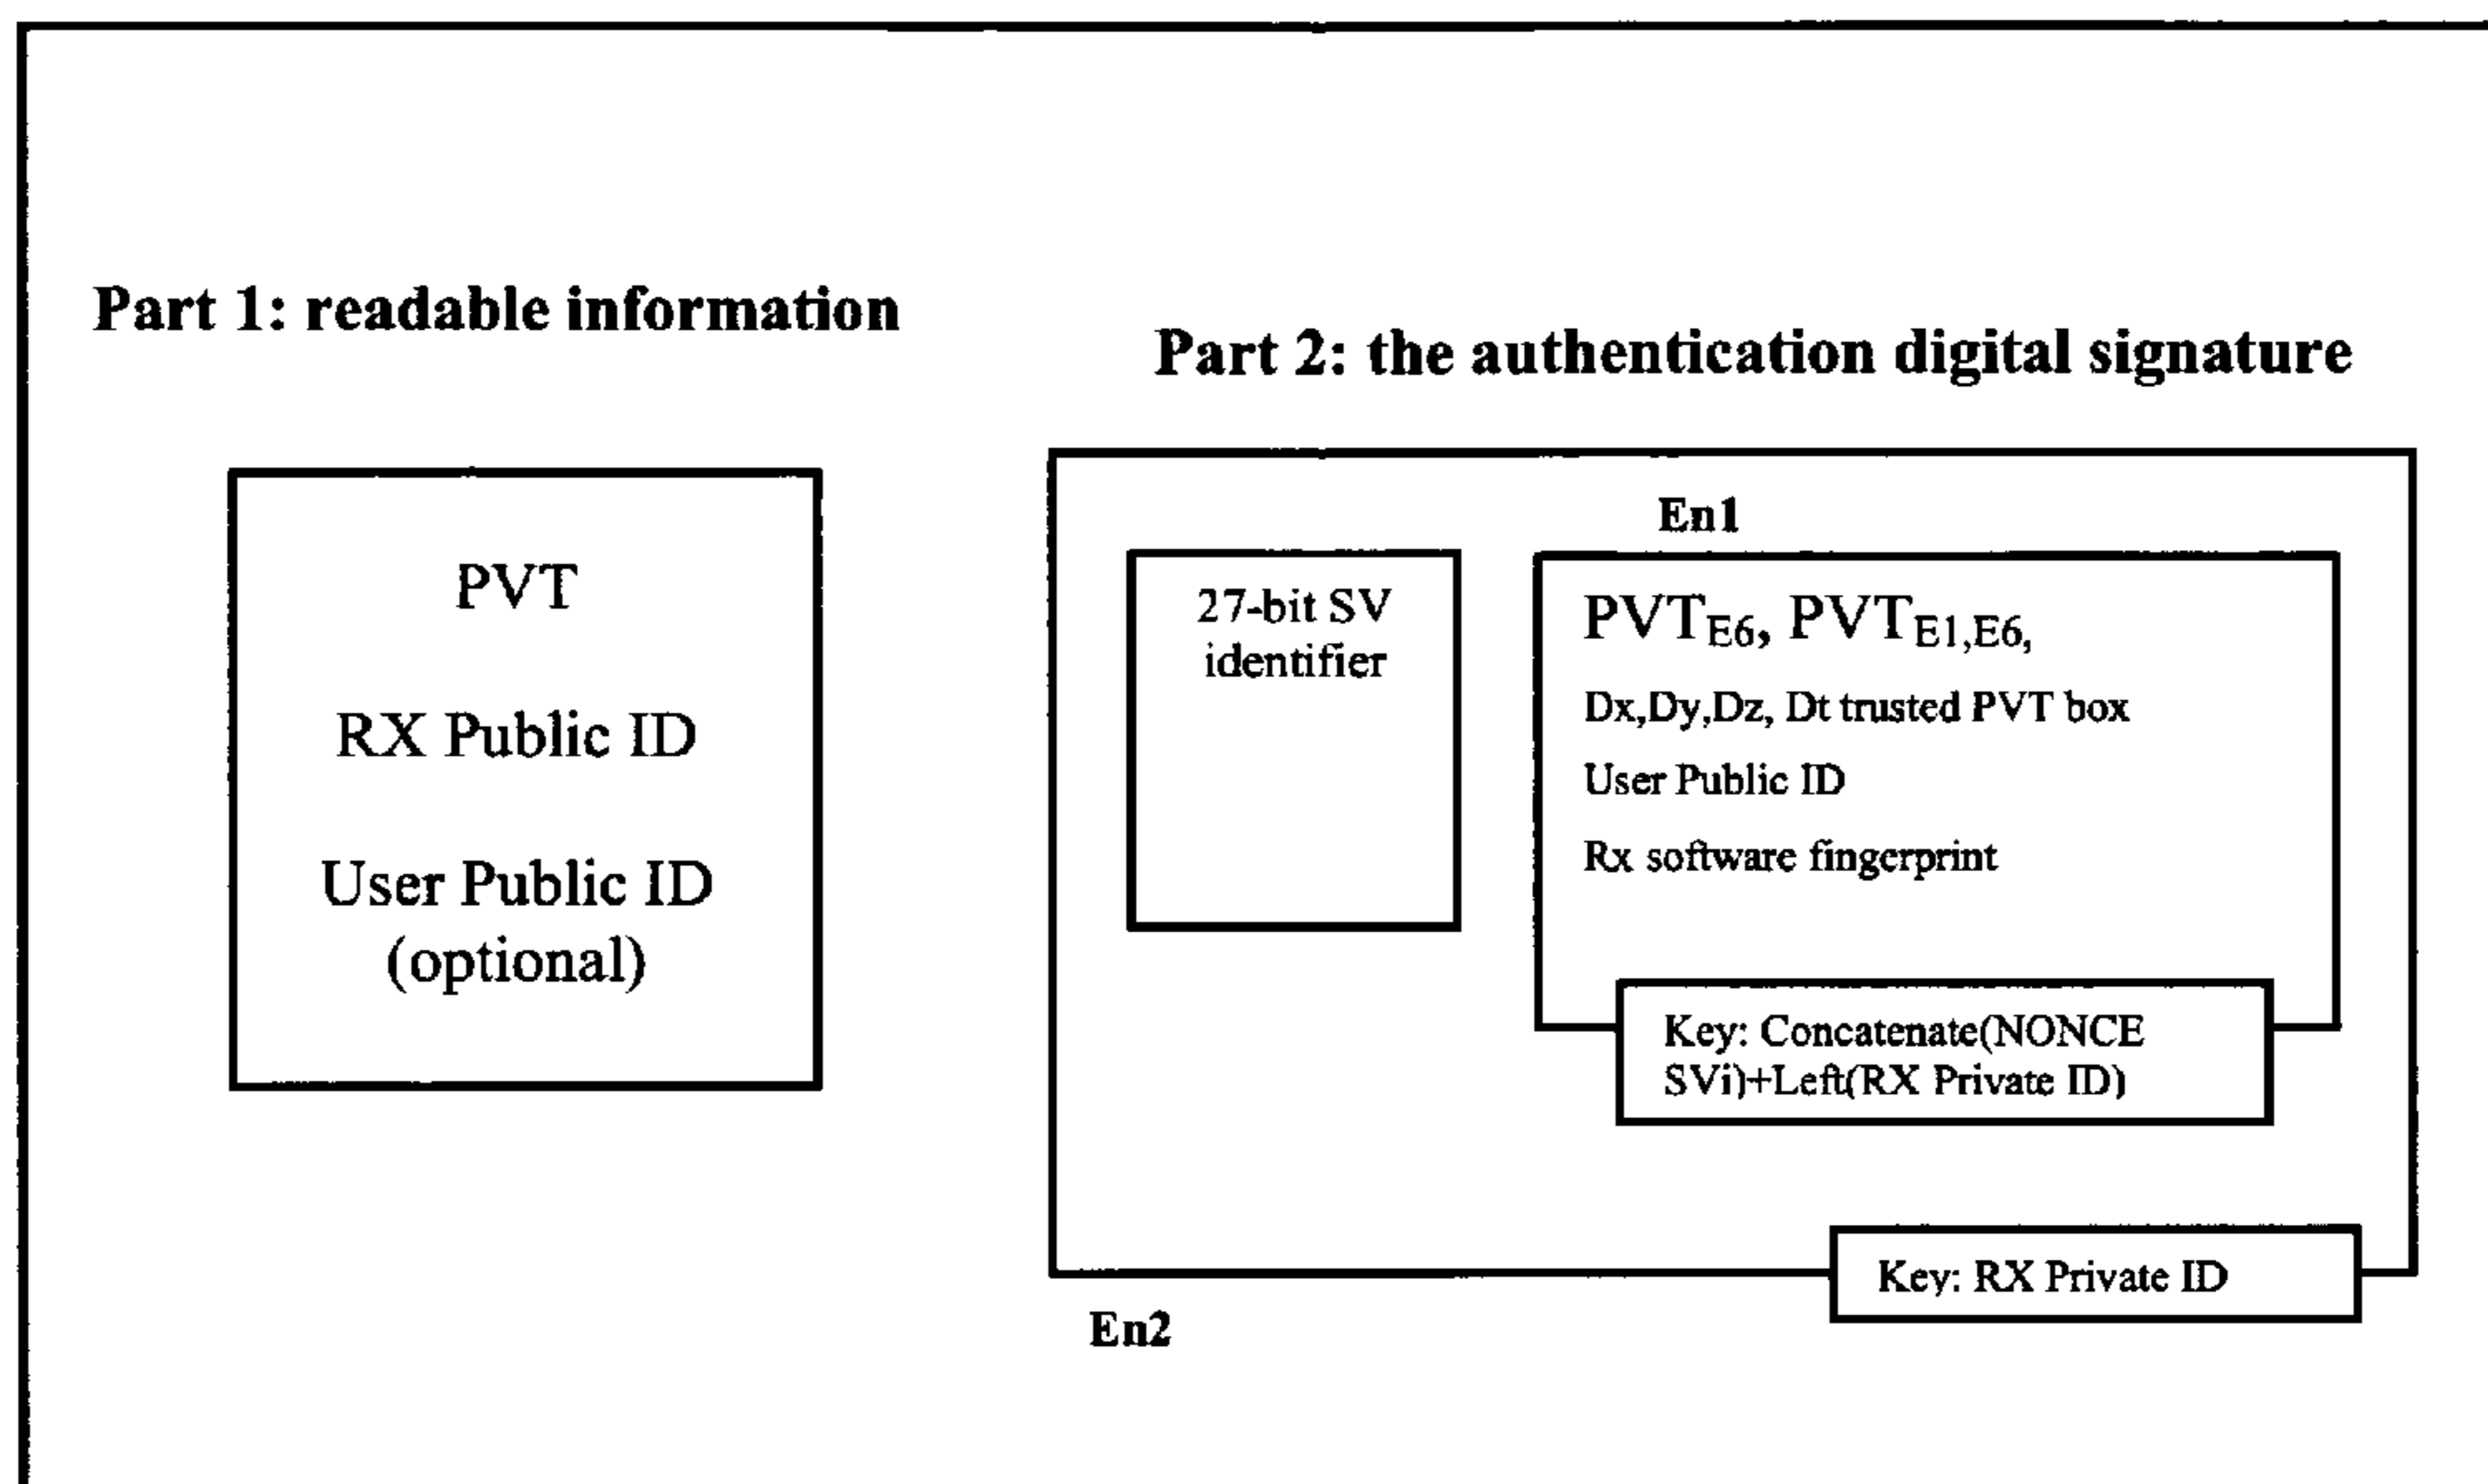 Part 1: readable information
PVT
RX Public ID
User Public ID
(optional)
Part 2: the authentication digital signature
En1
27-bit SV
identifier
PVTE6, PVTE1,E6,
Dx,Dy,Dz, Dt trusted PVT box
User Public ID
Rx software fingerprint
Key: Concatenate(NONCE
SVi)+Left(RX Private ID)
Key: RX Private ID
En2